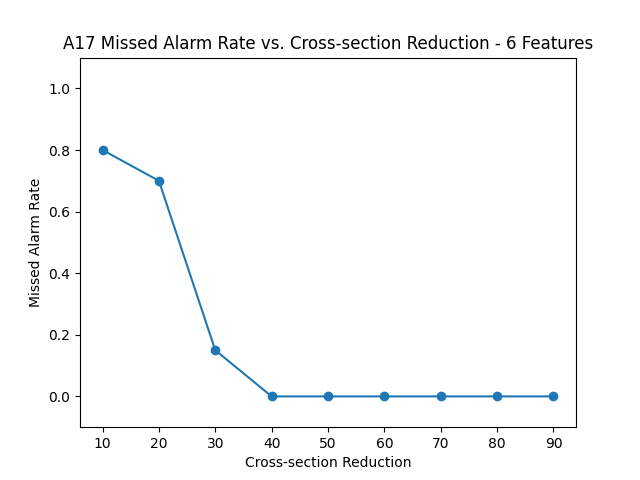 A17 Missed Alarm Rate vs. Cross-section Reduction - 6 Features
1.0
0.8
0.6
0.4
0.2
0.0
Missed Alarm Rate
10 20 30 40 50 60 70 80 90
Cross-section Reduction